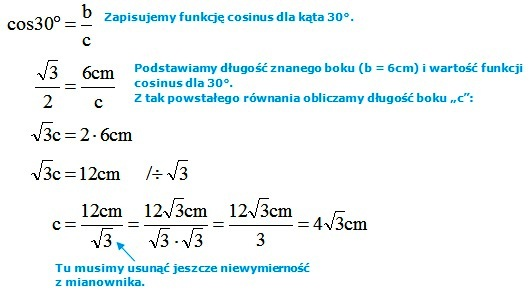 cos30° = b/c Zapisujemy funkcję cosinus dla kąta 30°.
√3/2 = 6cm/c Podstawiamy długość znanego boku (b = 6cm) i wartość funkcji
cosinus dla 30°.
Z tak powstałego równania obliczamy długość boku „c”:
√3c = 2·6cm
√3c = 12cm /÷ √3
c = 12cm/√3 = 12√3cm/√3·√3 = 12√3cm/3 = 4√3cm
Tu musimy usunąć jeszcze niewymierność
z mianownika.